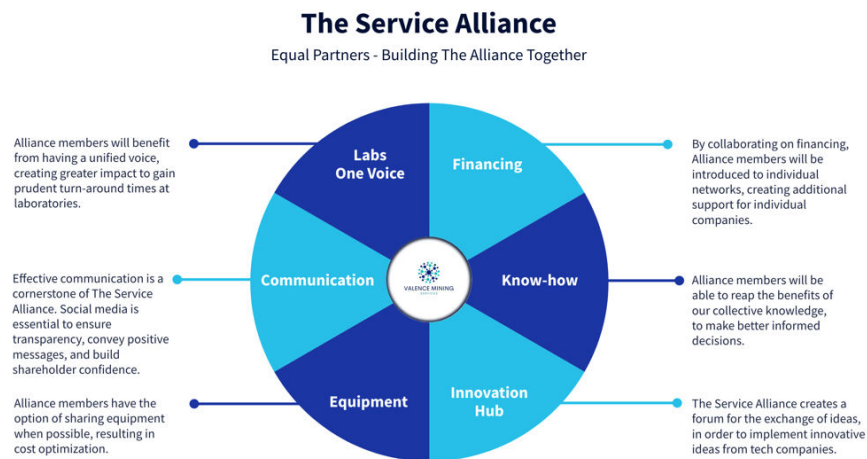 The Service Alliance
Equal Partners - Building The Alliance Together
Alliance members will benefit
from having a unified voice,
creating greater impact to gain
prudent turn-around times at
laboratories.
Labs
One Voice
Financing
By collaborating on financing,
Alliance members will be
introduced to individual
networks, creating additional
support for individual
companies.
Effective communication is a
cornerstone of The Service
Alliance. Social media is
essential to ensure
transparency, convey positive
messages, and build
shareholder confidence.
Communication
VALENCE MINING
SERVICES
Know-how
Alliance members will be
able to reap the benefits of
our collective knowledge,
to make better informed
decisions.
Alliance members have the
option of sharing equipment
when possible, resulting in
cost optimization.
Equipment
Innovation
Hub
The Service Alliance creates a
forum for the exchange of ideas,
in order to implement innovative
ideas from tech companies.